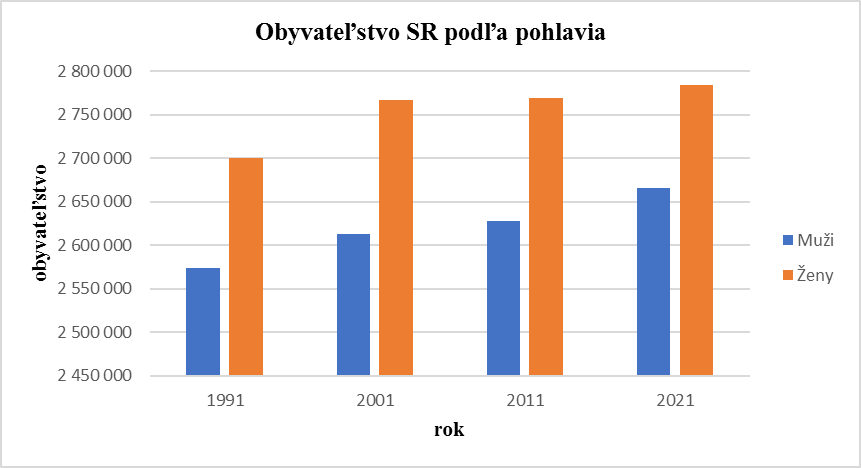 Obyvateľstvo SR podľa pohlavia
2 800 000
2 750 000
2 700 000
2 650 000
2 600 000
2 550 000
2 500 000
2 450 000
obyvateľstvo
1991 2001 2011 2021
rok
Muži
Ženy